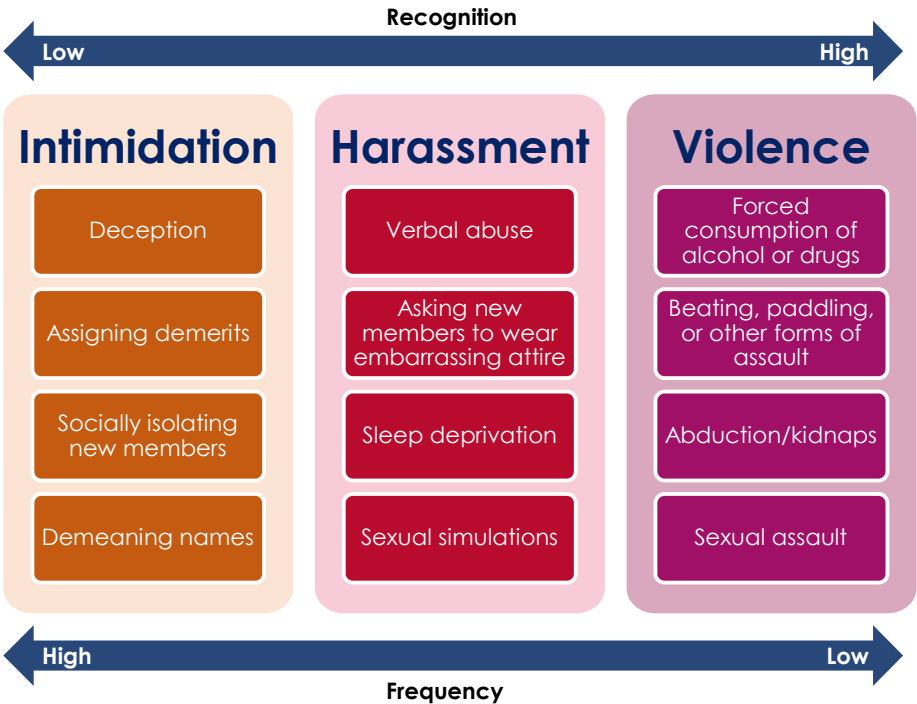 Recognition
Low High
Intimidation
Deception
Assigning demerits
Socially isolating
new members
Demeaning names
Harassment
Verbal abuse
Asking new
members to wear
embarrassing attire
Sleep deprivation
Sexual simulations
Violence
Forced
consumption of
alcohol or drugs
Beating, paddling,
or other forms of
assault
Abduction/kidnaps
Sexual assault
High Low
Frequency